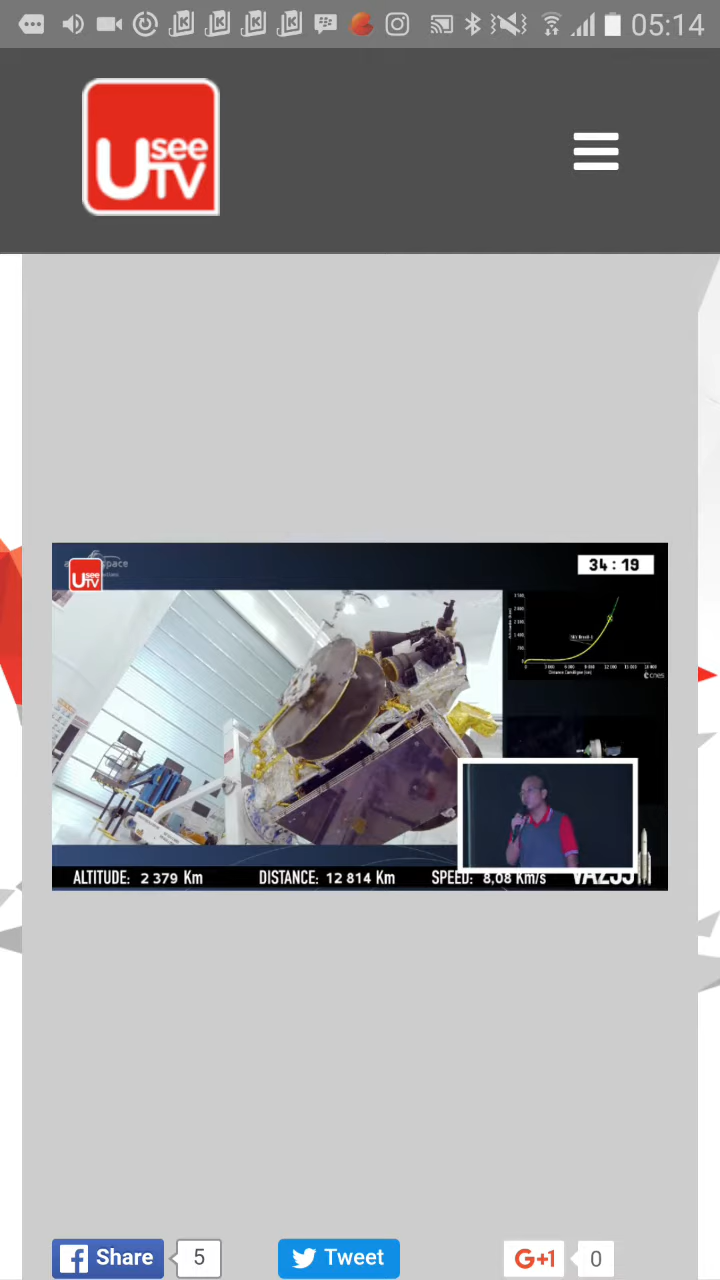 05:14
U see TV
34 : 19
U see TV
cnes
ALTITUDE: 2 379 Km DISTANCE: 12 814 Km SPEED: 8,08 Km/s
Share 5 Tweet G+1 0